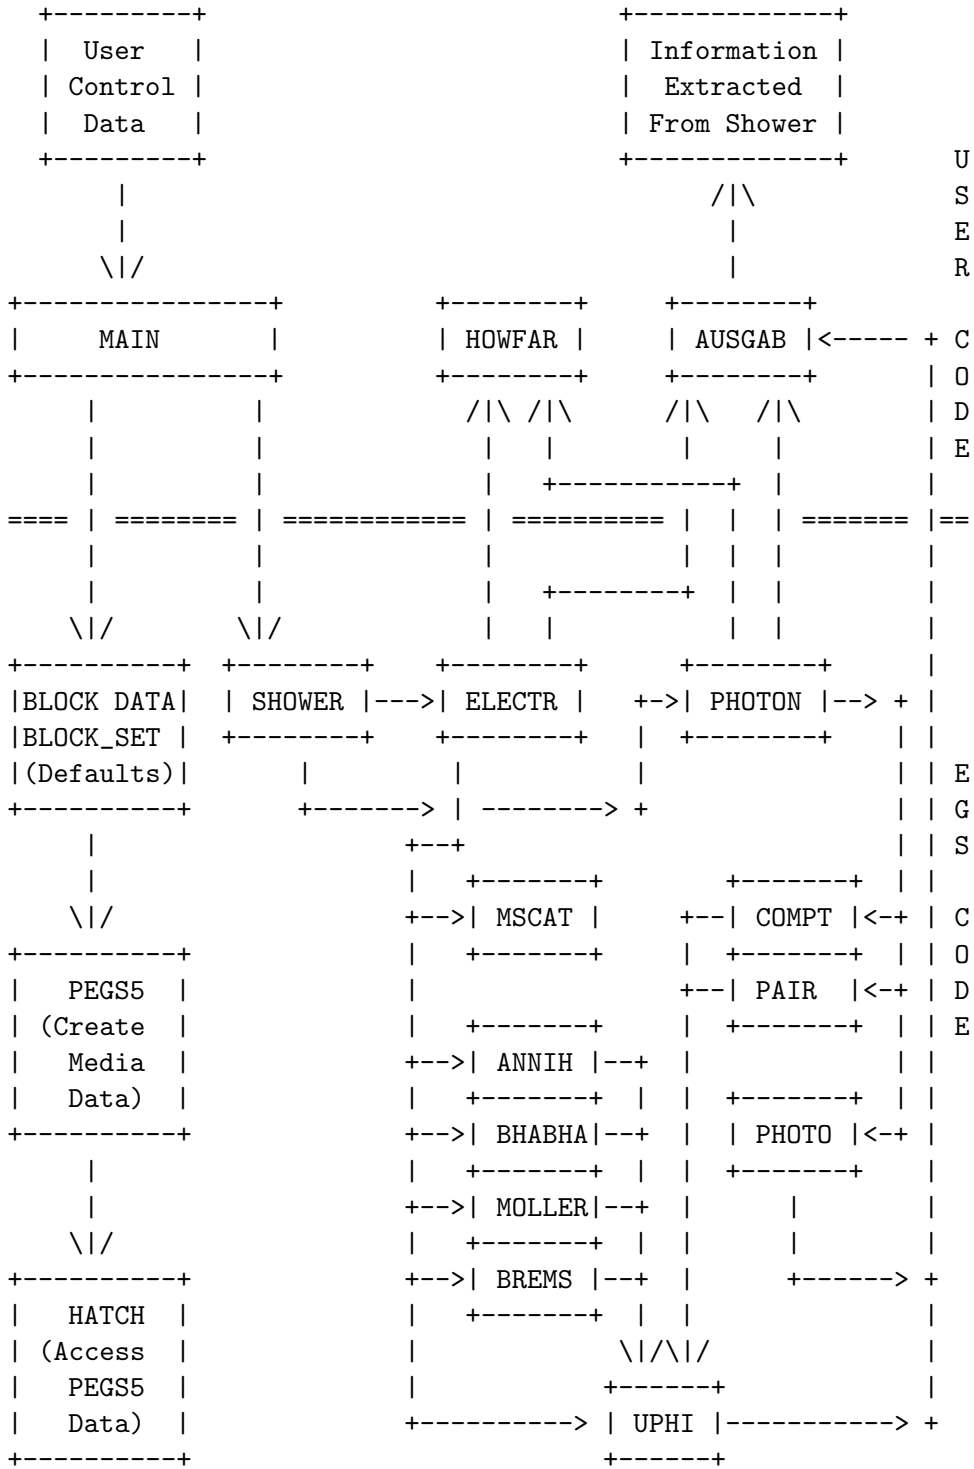 +---------+                            +-------------+
|  User   |                            | Information |
| Control |                            |  Extracted  |
|  Data   |                            | From Shower |
+---------+                            +-------------+       U
     |                                      /|\               S
     |                                       |                E
    \|/                                      |                R
+----------------+          +--------+     +--------+
|     MAIN       |          | HOWFAR |     | AUSGAB |<----- + C
+----------------+          +--------+     +--------+       | O
     |          |             /|\ /|\      /|\   /|\        | D
     |          |              |   |        |     |         | E
     |          |              |   +-----------+  |         |
==== | ======== | ============ | ========== |  |  | ======= |==
     |          |              |            |  |  |         |
     |          |              |   +--------+  |  |         |
    \|/        \|/             |   |           |  |         |
+----------+  +--------+    +--------+      +--------+      |
|BLOCK DATA|  | SHOWER |--->| ELECTR |   +->| PHOTON |--> + |
|BLOCK_SET |  +--------+    +--------+   |  +--------+    | |
|(Defaults)|       |         |           |                | | E
+----------+       +-------> | --------> +                | | G
     |                    +--+                            | | S
     |                    |  +-------+        +-------+  | |
    \|/                   +-->| MSCAT |     +--| COMPT |<-+ | C
+----------+              |   +-------+     |  +-------+  | | O
|   PEGS5  |              |                 +--| PAIR  |<-+ | D
| (Create  |              |   +-------+     |  +-------+  | | E
|   Media  |              +-->| ANNIH |--+  |             | |
|   Data)  |              |   +-------+  |  |  +-------+  | |
+----------+              +-->| BHABHA|--+  |  | PHOTO |<-+ |
     |                    |   +-------+  |  |  +-------+    |
     |                    +-->| MOLLER|--+  |      |        |
    \|/                   |   +-------+  |  |      |        |
+----------+              +-->| BREMS |--+  |      +------> +
|   HATCH  |              |   +-------+  |  |               |
| (Access  |              |             \|/\|/              |
|   PEGS5  |              |            +------+             |
|   Data)  |              +----------> | UPHI |-----------> +
+----------+                           +------+